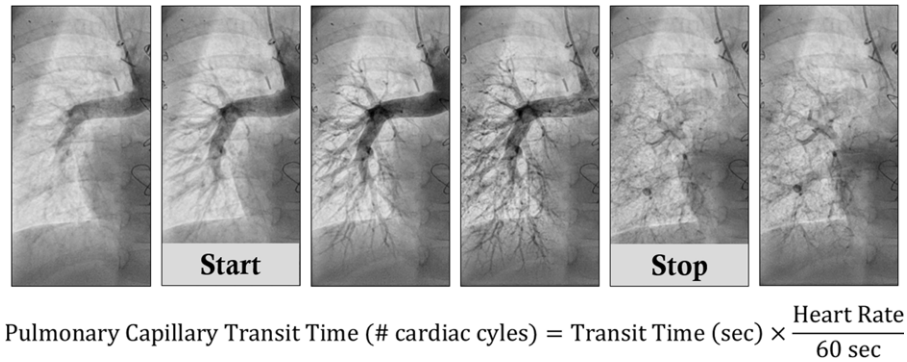 Start
Stop
Pulmonary Capillary Transit Time (# cardiac cyles) = Transit Time (sec) × Heart Rate / 60 sec